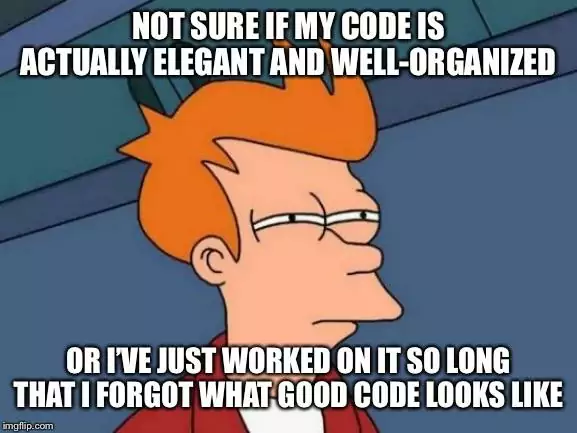 NOT SURE IF MY CODE IS
ACTUALLY ELEGANT AND WELL-ORGANIZED
OR I'VE JUST WORKED ON IT SO LONG
THAT I FORGOT WHAT GOOD CODE LOOKS LIKE
imgflip.com